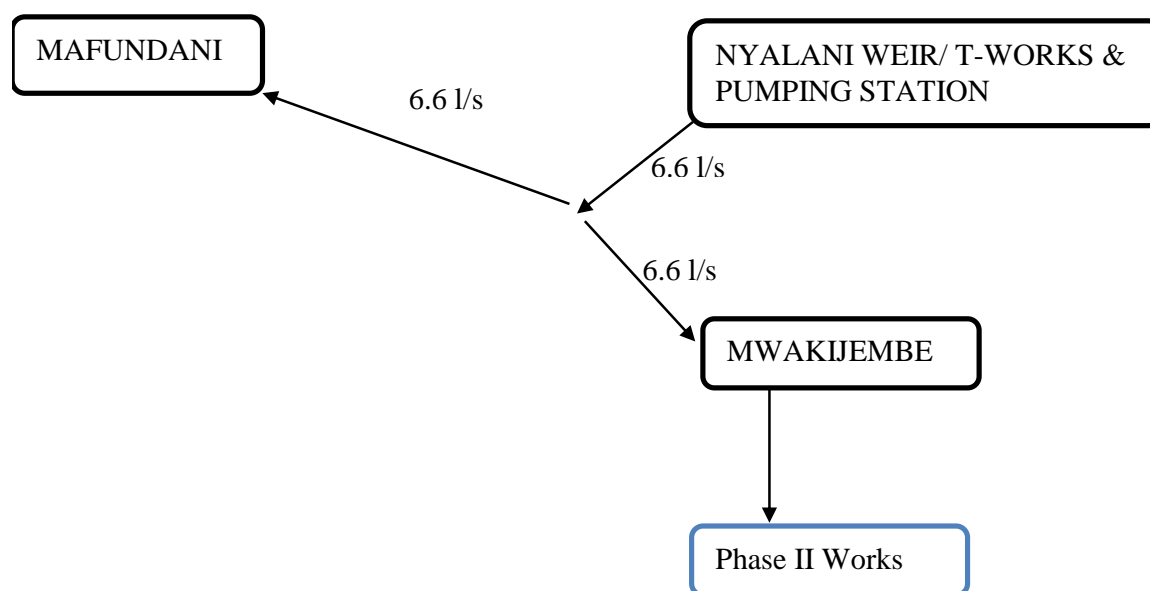 MAFUNDANI
NYALANI WEIR/ T-WORKS &
PUMPING STATION
6.6 l/s
6.6 l/s
6.6 l/s
MWAKIJEMBE
Phase II Works